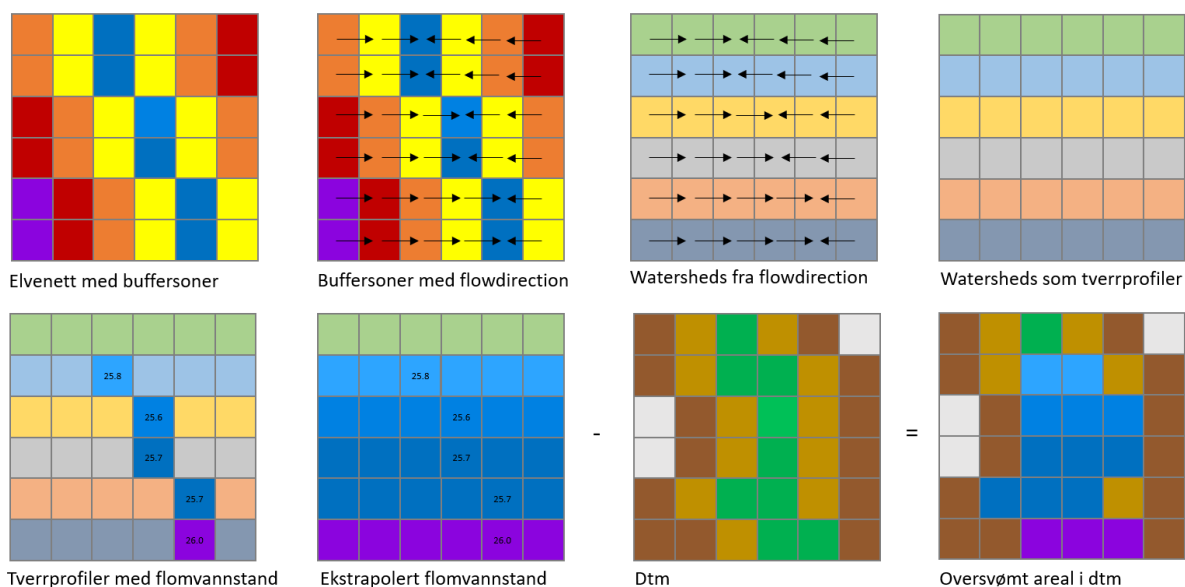 Elvenett med buffersoner
Buffersoner med flowdirection
Watersheds fra flowdirection
Watersheds som tverrprofiler
25.8
25.6
25.7
25.7
26.0
25.8
25.6
25.7
25.7
26.0
-
=
Tverrprofiler med flomvannstand
Ekstrapolert flomvannstand
Dtm
Oversvømt areal i dtm